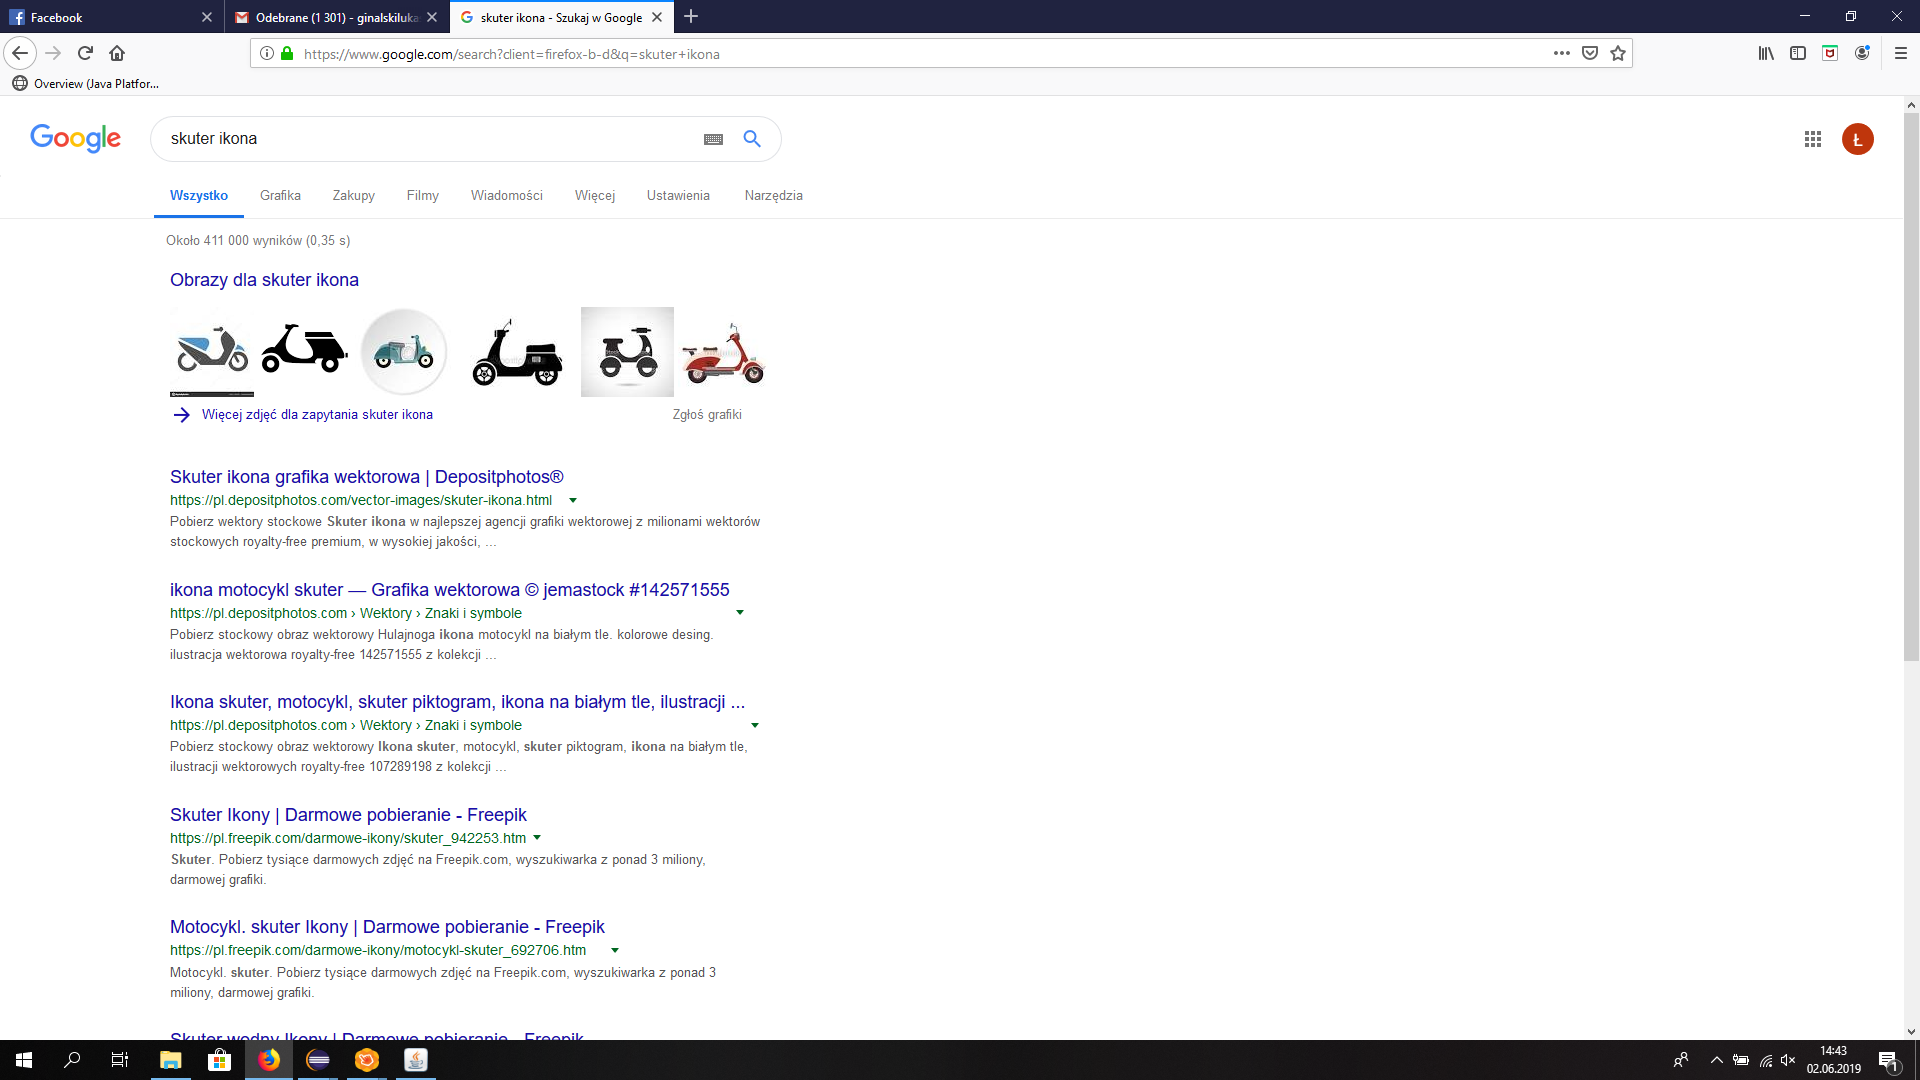 Facebook
Odebrane (1 301) - ginalskiluka
skuter ikona - Szukaj w Google
https://www.google.com/search?client=firefox-b-d&q=skuter+ikona
Overview (Java Platfor...
Google
skuter ikona
Ł
Wszystko Grafika Zakupy Filmy Wiadomości Więcej Ustawienia Narzędzia
Około 411 000 wyników (0,35 s)
Obrazy dla skuter ikona
Więcej zdjęć dla zapytania skuter ikona
Zgłoś grafiki
Skuter ikona grafika wektorowa | Depositphotos®
https://pl.depositphotos.com/vector-images/skuter-ikona.html
Pobierz wektory stockowe Skuter ikona w najlepszej agencji grafiki wektorowej z milionami wektorów
stockowych royalty-free premium, w wysokiej jakości, ...
ikona motocykl skuter — Grafika wektorowa © jemastock #142571555
https://pl.depositphotos.com › Wektory › Znaki i symbole
Pobierz stockowy obraz wektorowy Hulajnoga ikona motocykl na białym tle. kolorowe desing.
ilustracja wektorowa royalty-free 142571555 z kolekcji ...
Ikona skuter, motocykl, skuter piktogram, ikona na białym tle, ilustracji ...
https://pl.depositphotos.com › Wektory › Znaki i symbole
Pobierz stockowy obraz wektorowy Ikona skuter, motocykl, skuter piktogram, ikona na białym tle,
ilustracji wektorowych royalty-free 107289198 z kolekcji ...
Skuter Ikony | Darmowe pobieranie - Freepik
https://pl.freepik.com/darmowe-ikony/skuter_942253.htm
Skuter. Pobierz tysiące darmowych zdjęć na Freepik.com, wyszukiwarka z ponad 3 miliony,
darmowej grafiki.
Motocykl. skuter Ikony | Darmowe pobieranie - Freepik
https://pl.freepik.com/darmowe-ikony/motocykl-skuter_692706.htm
Motocykl. skuter. Pobierz tysiące darmowych zdjęć na Freepik.com, wyszukiwarka z ponad 3
miliony, darmowej grafiki.
Skuter wodny Ikony | Darmowe pobieranie - Freepik
14:43
02.06.2019
1